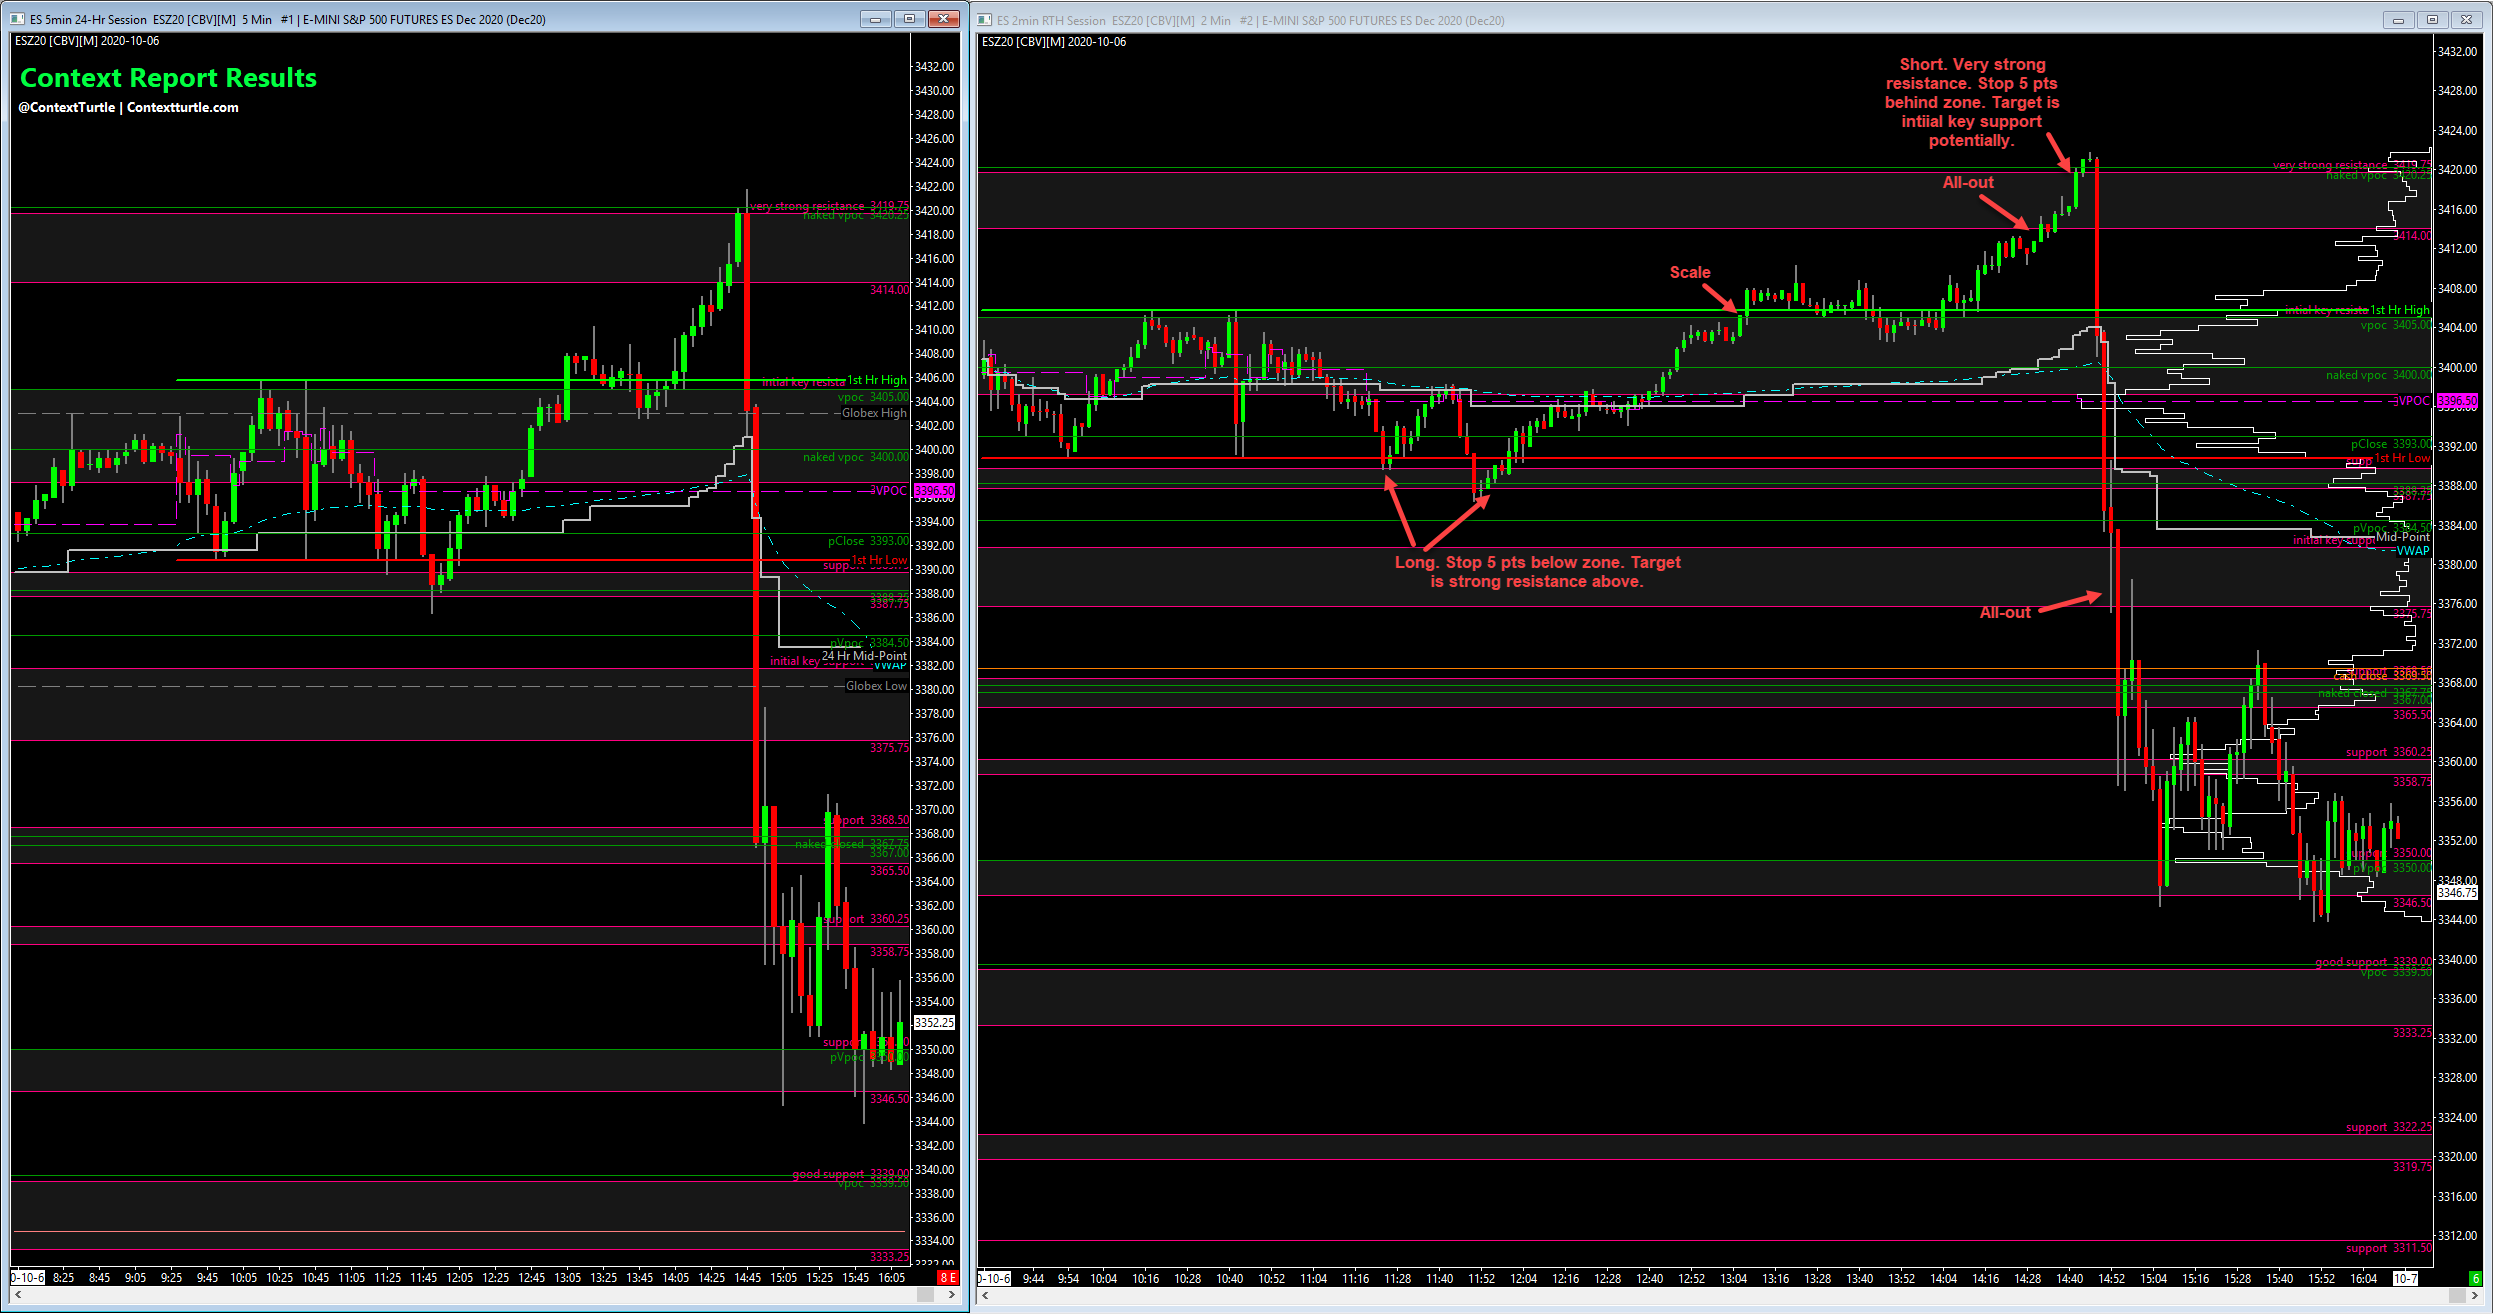 ES 5min 24-Hr Session ESZ20 [CBV][M] 5 Min #1 | E-MINI S&P 500 FUTURES ES Dec 2020 (Dec20)
ESZ20 [CBV][M] 2020-10-06
Context Report Results
@ContextTurtle | Contextturtle.com
3432.00
3430.00
3428.00
3426.00
3424.00
3422.00
3420.00
3418.00
3416.00
3414.00
3412.00
3410.00
3408.00
3406.00
3404.00
3402.00
3400.00
3398.00
3396.50
3394.00
3392.00
3390.00
3388.00
3386.00
3384.00
3382.00
3380.00
3378.00
3376.00
3374.00
3372.00
3370.00
3368.00
3366.00
3364.00
3362.00
3360.00
3358.00
3356.00
3354.00
3352.25
3350.00
3348.00
3346.00
3344.00
3342.00
3340.00
3338.00
3336.00
3334.00
very strong resistance 3419.75
naked vpoc 3420.25
3414.00
1st Hr High
vpoc 3405.00
Globex High
naked vpoc 3400.00
VPOC
pClose 3393.00
1st Hr Low
3387.75
pVpoc 3384.50
24 Hr Mid-Point
initial key
VWAP
Globex Low
3375.75
support 3368.50
naked closed 3367.75
3367.00
3365.50
support 3360.25
3358.75
pVpoc
3346.50
good support 3339.00
vpoc 3339.50
3333.25
0-10-6 8:25 8:45 9:05 9:25 9:45 10:05 10:25 10:45 11:05 11:25 11:45 12:05 12:25 12:45 13:05 13:25 13:45 14:05 14:25 14:45 15:05 15:25 15:45 16:05 8 E
ES 2min RTH Session ESZ20 [CBV][M] 2 Min #2 | E-MINI S&P 500 FUTURES ES Dec 2020 (Dec20)
ESZ20 [CBV][M] 2020-10-06
Short. Very strong
resistance. Stop 5 pts
behind zone. Target is
intiial key support
potentially.
All-out
Scale
Long. Stop 5 pts below zone. Target
is strong resistance above.
All-out
very strong resistance 3419.75
naked vpoc 3420.25
3414.00
intial key resista
1st Hr High
vpoc 3405.00
naked vpoc 3400.00
VPOC
pClose 3393.00
1st Hr Low
3387.75
pVpoc 3384.50
Mid-Point
initial key
VWAP
3375.75
cash close 3369.50
naked closed 3367.75
3367.00
3365.50
support 3360.25
3358.75
support 3350.00
pVpoc 3350.00
3346.50
good support 3339.00
vpoc 3339.50
3333.25
support 3322.25
3319.75
support 3311.50
3432.00
3428.00
3424.00
3420.00
3416.00
3412.00
3408.00
3404.00
3400.00
3396.50
3392.00
3388.00
3384.00
3380.00
3376.00
3372.00
3368.00
3364.00
3360.00
3356.00
3352.00
3348.00
3346.75
3344.00
3340.00
3336.00
3332.00
3328.00
3324.00
3320.00
3316.00
3312.00
0-10-6 9:44 9:54 10:04 10:16 10:28 10:40 10:52 11:04 11:16 11:28 11:40 11:52 12:04 12:16 12:28 12:40 12:52 13:04 13:16 13:28 13:40 13:52 14:04 14:16 14:28 14:40 14:52 15:04 15:16 15:28 15:40 15:52 16:04 10-7 6